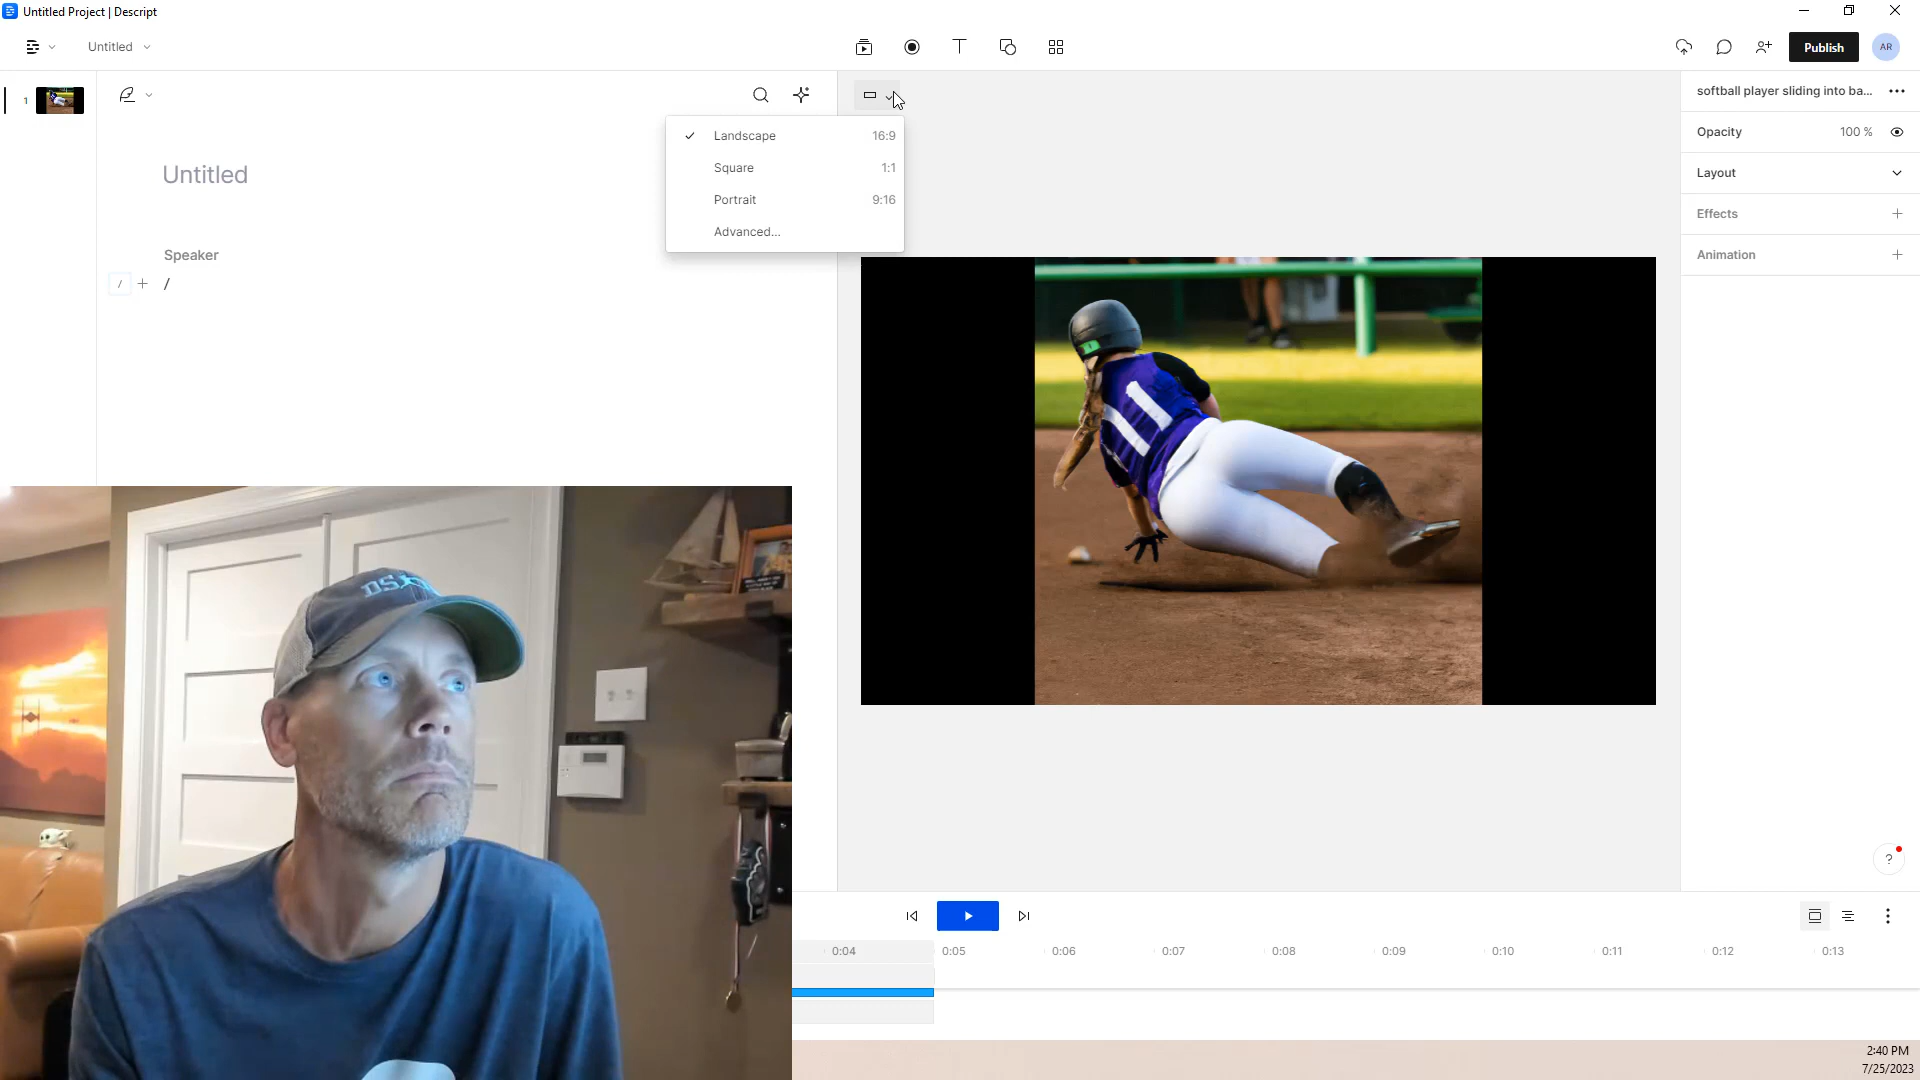 Untitled Project | Descript
Untitled
Publish
AR
1
softball player sliding into ba...
Landscape 16:9
Opacity 100 %
Square 1:1
Untitled
Layout
Portrait 9:16
Effects
Advanced...
Speaker
Animation
/ + /
11
?
0:04 0:05 0:06 0:07 0:08 0:09 0:10 0:11 0:12 0:13
2:40 PM
7/25/2023